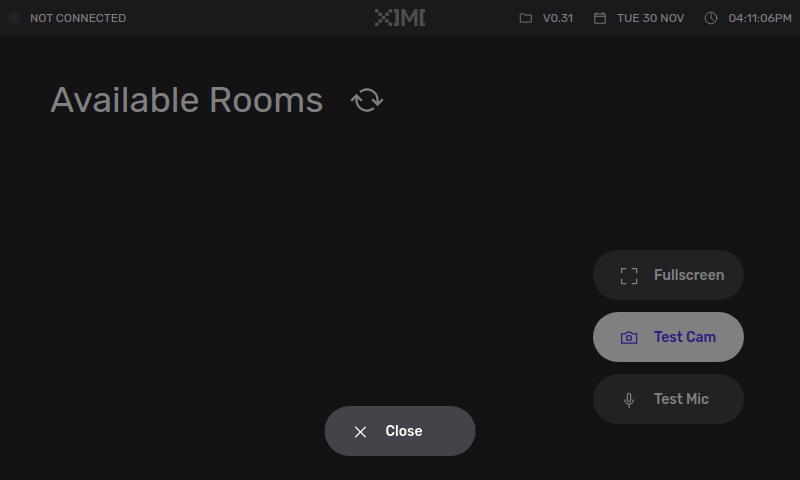 NOT CONNECTED
XIMI
V0.31
TUE 30 NOV
04:11:06PM
Available Rooms
Fullscreen
Test Cam
Test Mic
Close